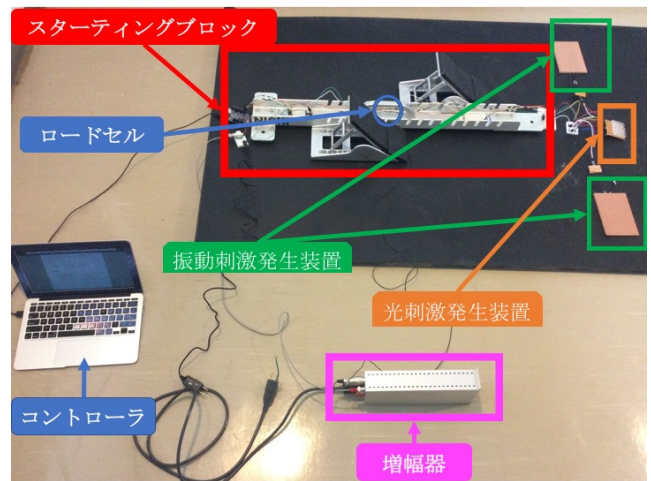 スターティングブロック
ロードセル
NISHI
振動刺激発生装置
光刺激発生装置
コントローラ
増幅器